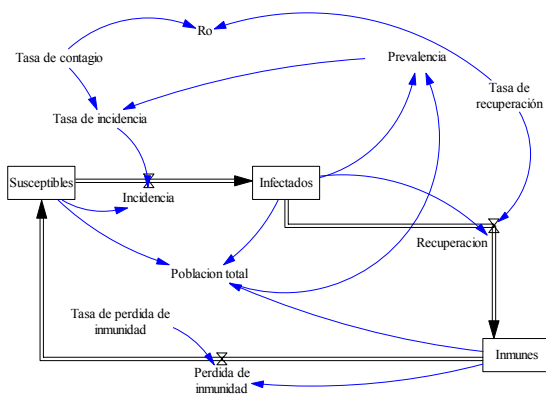 Ro
Tasa de contagio
Prevalencia
Tasa de
recuperación
Tasa de incidencia
Susceptibles
Infectados
Incidencia
Recuperacion
Poblacion total
Tasa de perdida de
inmunidad
Inmunes
Perdida de
inmunidad